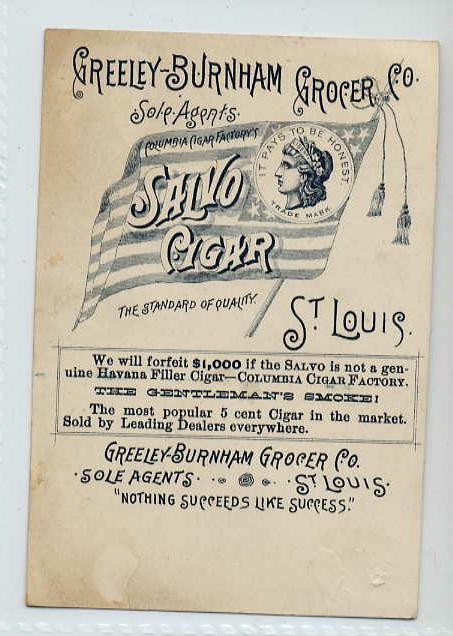 GREELEY-BURNHAM GROCER CO.
Sole Agents.
COLUMBIA CIGAR FACTORY'S
IT PAYS TO BE HONEST.
TRADE MARK
SALVO
CIGAR
THE STANDARD OF QUALITY.
ST LOUIS.
We will forfeit $1,000 if the SALVO is not a gen-
uine Havana Filler Cigar—COLUMBIA CIGAR FACTORY.
THE GENTLEMAN'S SMOKE!
The most popular 5 cent Cigar in the market.
Sold by Leading Dealers everywhere.
GREELEY-BURNHAM GROCER CO.
·SOLE AGENTS· ·ST LOUIS·
"NOTHING SUCCEEDS LIKE SUCCESS."